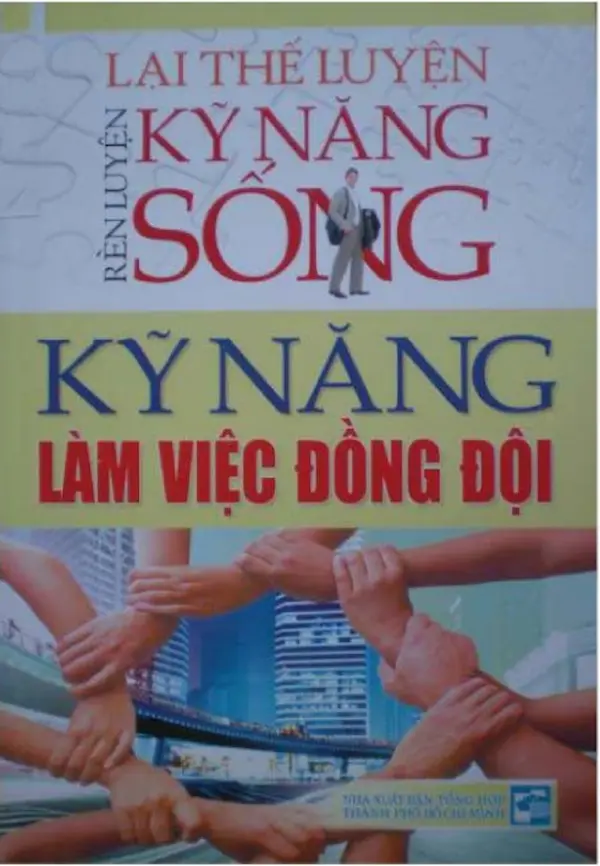 LẠI THẾ LUYỆN
RÈN LUYỆN
KỸ NĂNG
SỐNG
KỸ NĂNG
LÀM VIỆC ĐỒNG ĐỘI
NHÀ XUẤT BẢN TỔNG HỢP
THÀNH PHỐ HỒ CHÍ MINH